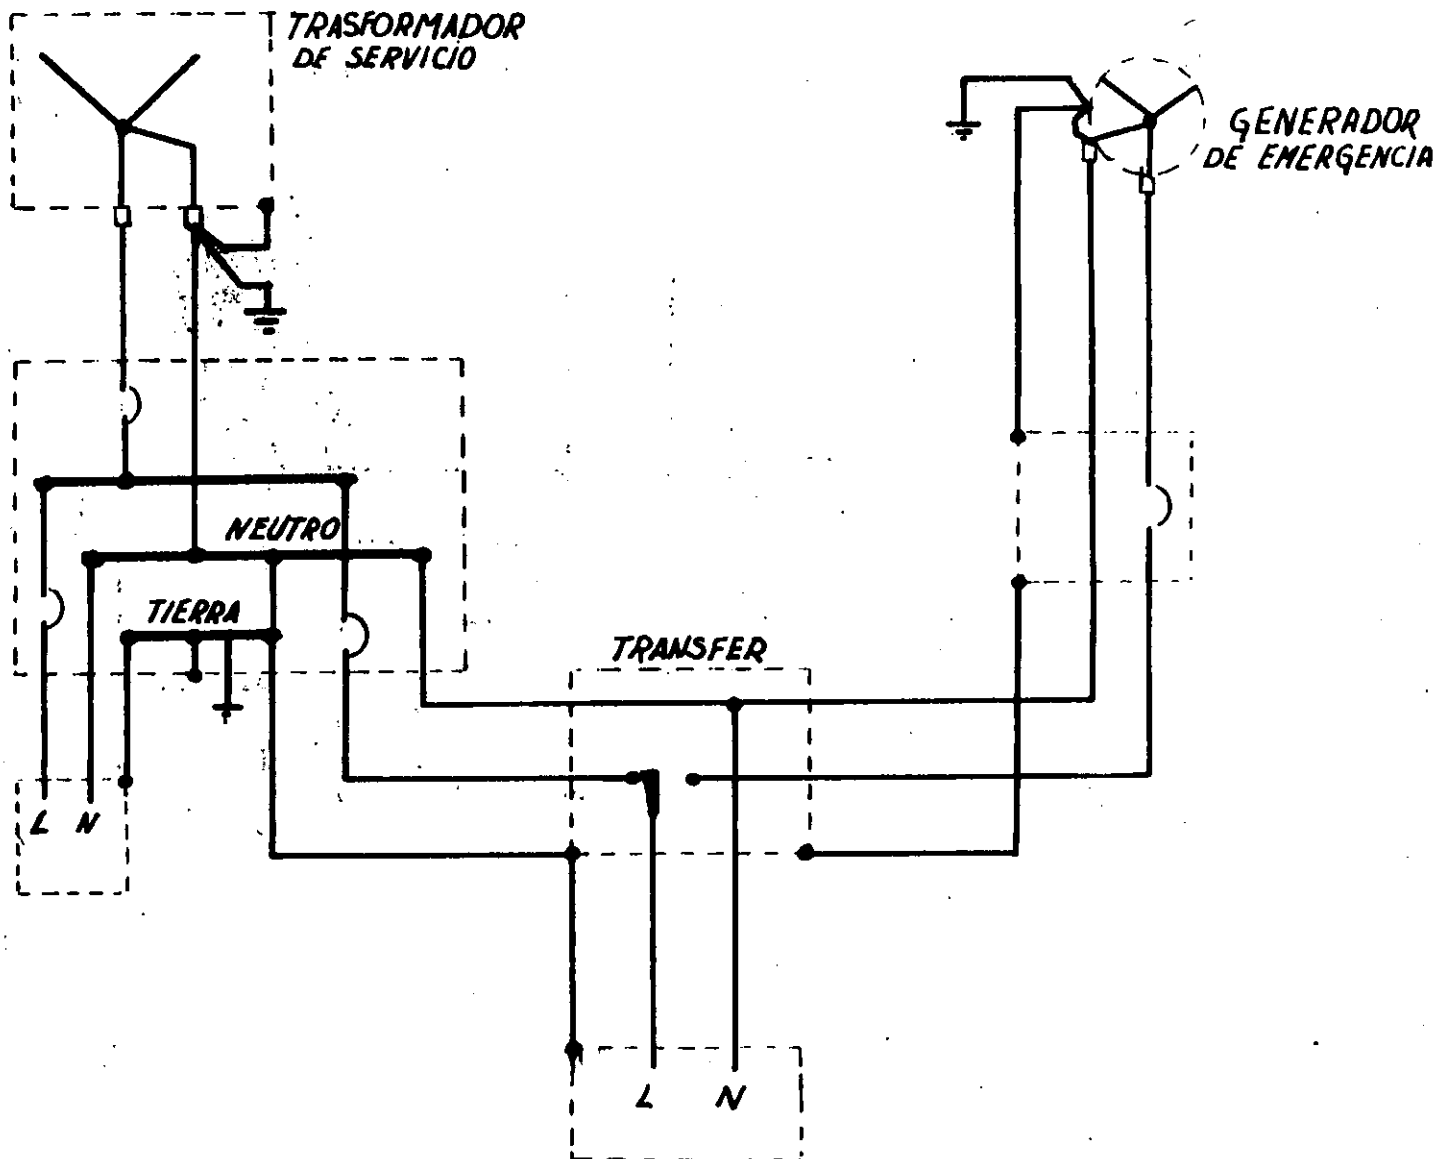 TRASFORMADOR
DE SERVICIO
GENERADOR
DE EMERGENCIA
NEUTRO
TIERRA
TRANSFER
L N
L N